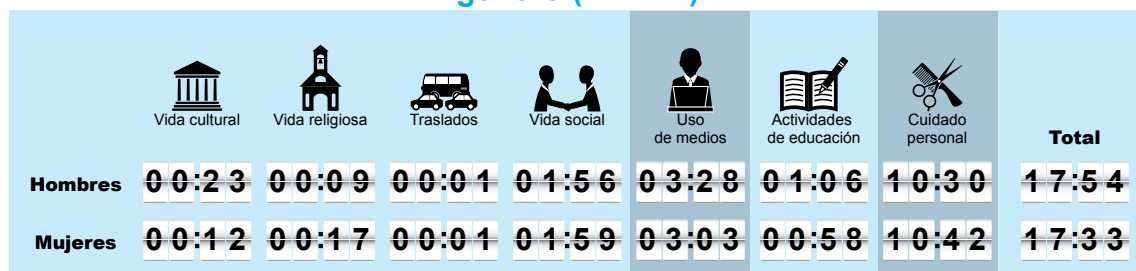 Vida cultural
Vida religiosa
Traslados
Vida social
Uso
de medios
Actividades
de educación
Cuidado
personal
Total
Hombres 00:23 00:09 00:01 01:56 03:28 01:06 10:30 17:54
Mujeres 00:12 00:17 00:01 01:59 03:03 00:58 10:42 17:33